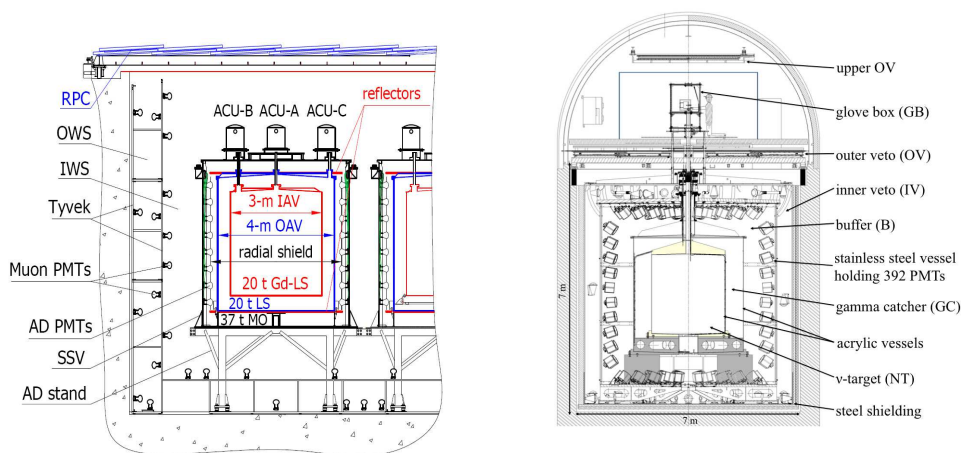 RPC
OWS
IWS
Tyvek
Muon PMTs
AD PMTs
SSV
AD stand
ACU-B ACU-A ACU-C
reflectors
3-m IAV
4-m OAV
radial shield
20 t Gd-LS
20 t LS
37 t MO
upper OV
glove box (GB)
outer veto (OV)
inner veto (IV)
buffer (B)
stainless steel vessel
holding 392 PMTs
gamma catcher (GC)
acrylic vessels
ν-target (NT)
steel shielding
7 m
7 m